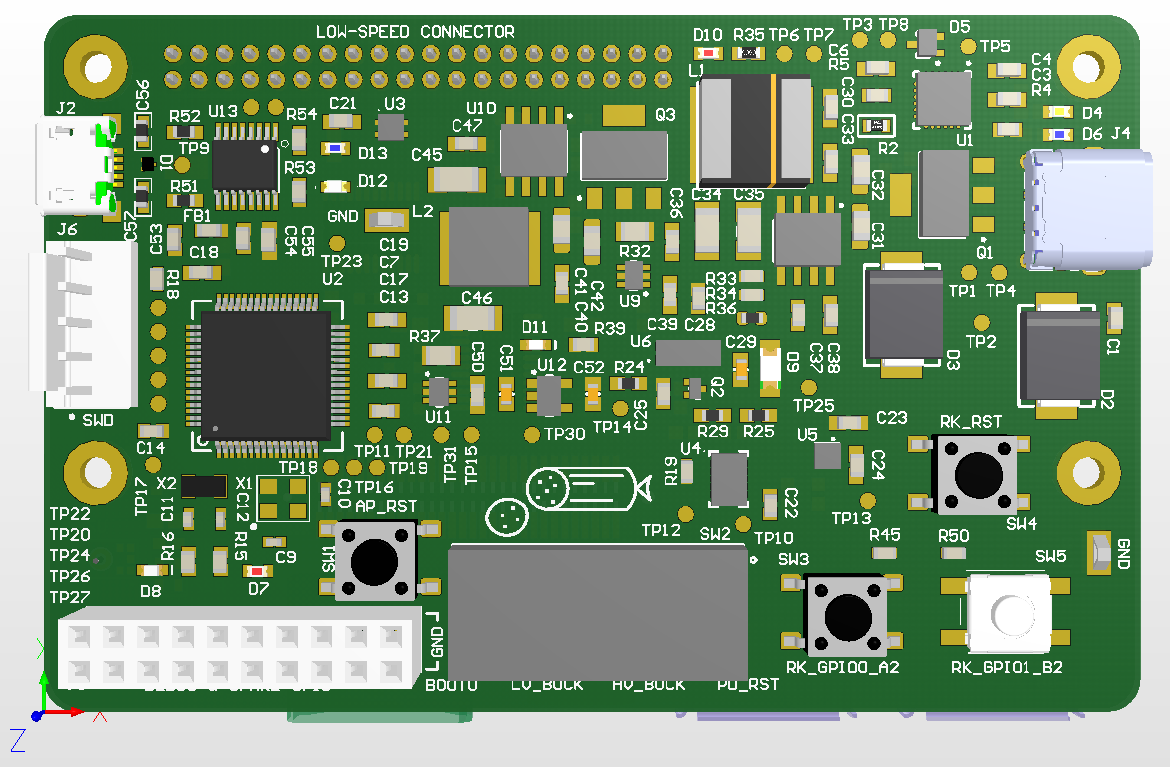 LOW-SPEED CONNECTOR
D10 R35 TP6 TP7
TP3 TP8
D5
TP5
C6
R5
L1
C4
C3
R4
J2
C56
R52
U13
R54
C21
U3
U10
Q3
C30
D4
D6 J4
C33
R2
U1
TP9
D1
C47
D13
R53
C45
D12
R51
FB1
C57
GND
L2
C36
C34
C35
C32
C31
J6
C53
C18
C54
C55
TP23
C19
C7
C17
C13
R32
Q1
U2
R18
C41
C42
C40
U9
R33
R34
R36
TP1 TP4
C46
C39
C28
R37
D11
R39
U6
C29
C37
C38
D3
TP2
C1
C50
C51
U12
C52
R24
Q2
D9
D2
U11
C25
TP14
R29
R25
TP25
C23
RK_RST
SWD
C14
TP11
TP21
TP31
TP15
TP30
U4
U5
TP18
TP19
TP16
R19
C24
X2
X1
TP17
C11
C12
C10
AP_RST
TP12
SW2
TP10
C22
TP13
SW4
TP22
TP20
TP24
TP26
TP27
R16
R15
C9
SW1
D8
D7
SW3
R45
R50
SW5
GND
GND
RK_GPIO0_A2
RK_GPIO1_B2
BOOT0
LV_BUCK
HV_BUCK
PD_RST
Z